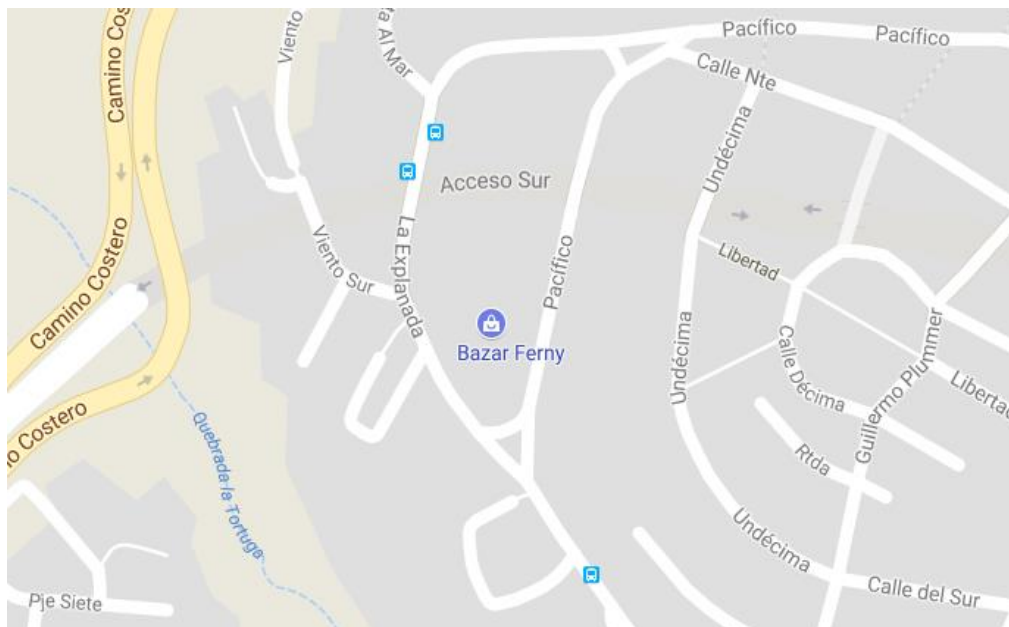 Camino Cos
Viento
a Al Mar
Pacífico
Pacífico
Calle Nte
Undécima
Acceso Sur
Camino Costero
Viento Sur
La Explanada
Pacífico
Libertad
Bazar Ferny
Undécima
Calle Décima
Guillermo Plummer
Libertad
o Costero
Quebrada la Tortuga
Rtda
Undécima
Calle del Sur
Pje Siete